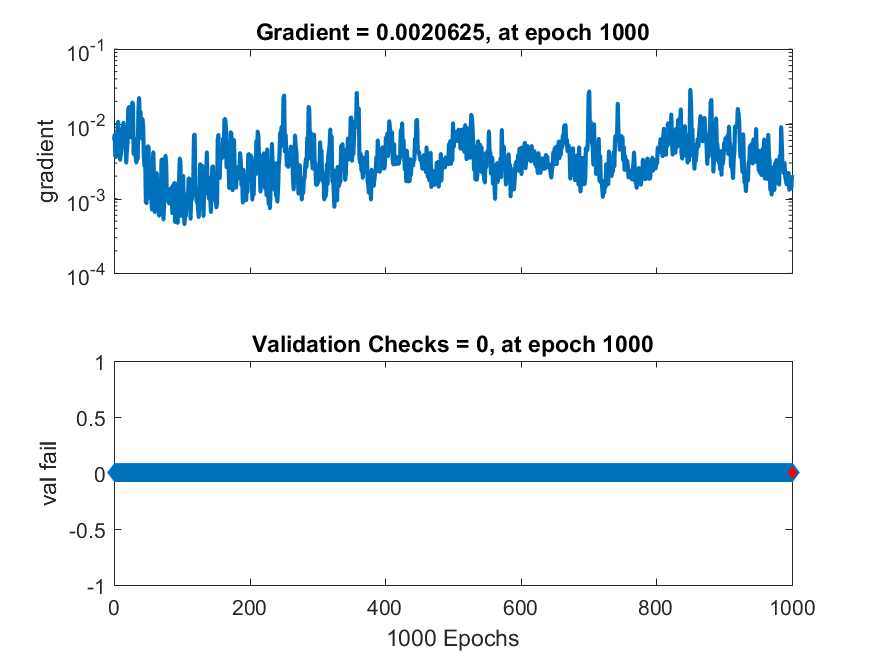 Gradient = 0.0020625, at epoch 1000
10-1
10-2
10-3
10-4
gradient
Validation Checks = 0, at epoch 1000
1
0.5
0
-0.5
-1
val fail
0 200 400 600 800 1000
1000 Epochs